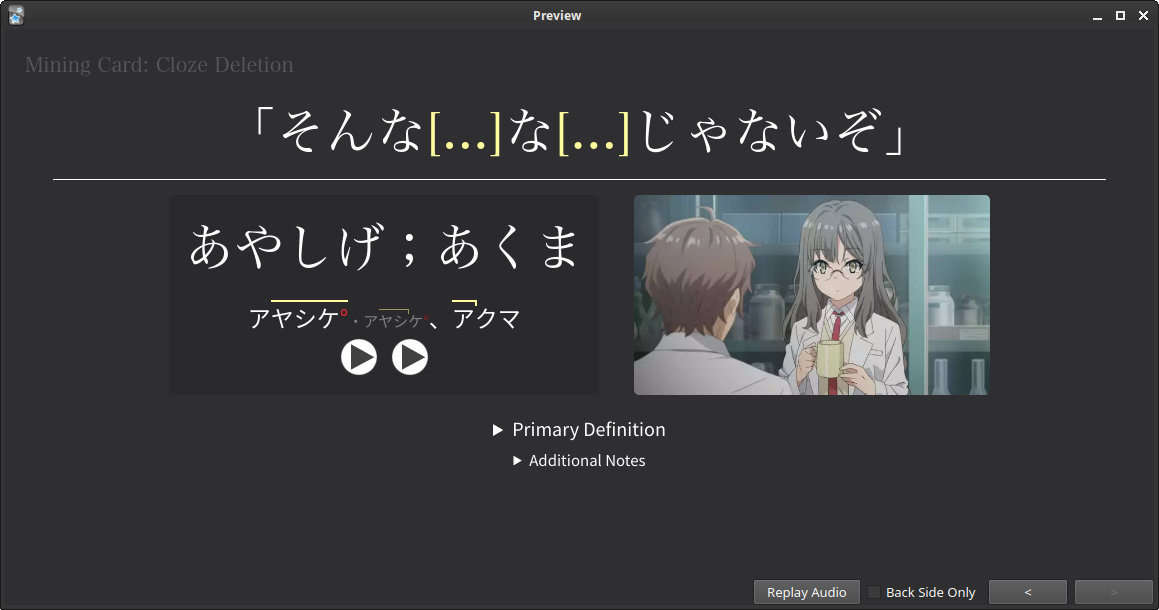 Preview
Mining Card: Cloze Deletion
「そんな[...]な[...]じゃないぞ」
あやしげ；あくま
アヤシケ°・アヤシケ°、アクマ
▶ Primary Definition
▶ Additional Notes
Replay Audio Back Side Only < >